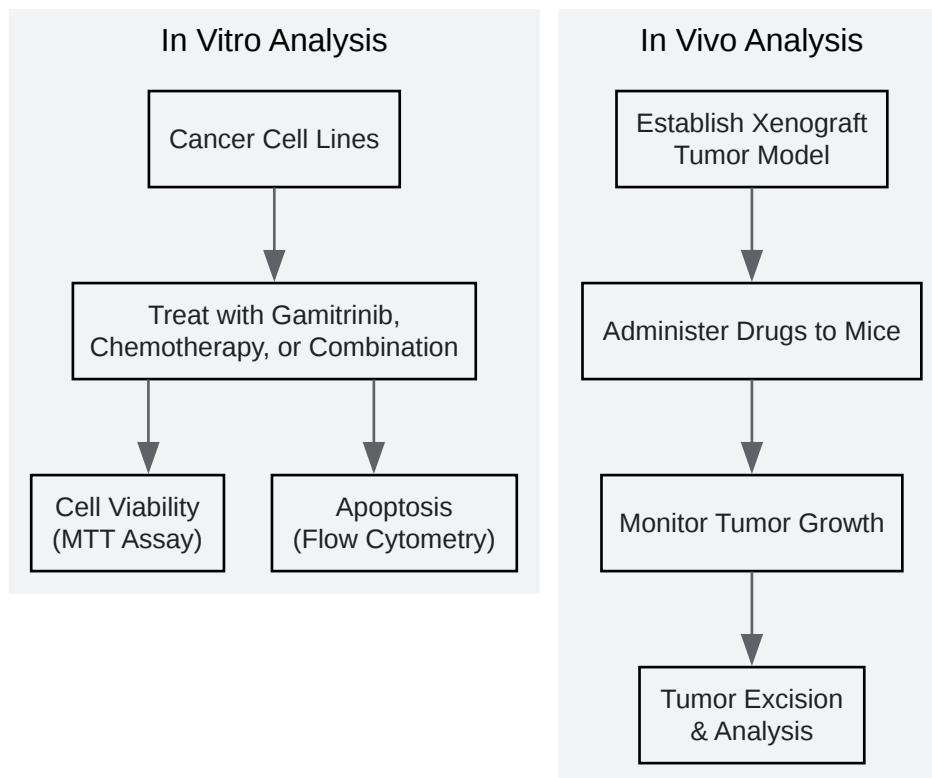 In Vitro Analysis
Cancer Cell Lines
Treat with Gamitrinib,
Chemotherapy, or Combination
Cell Viability
(MTT Assay)
Apoptosis
(Flow Cytometry)
In Vivo Analysis
Establish Xenograft
Tumor Model
Administer Drugs to Mice
Monitor Tumor Growth
Tumor Excision
& Analysis